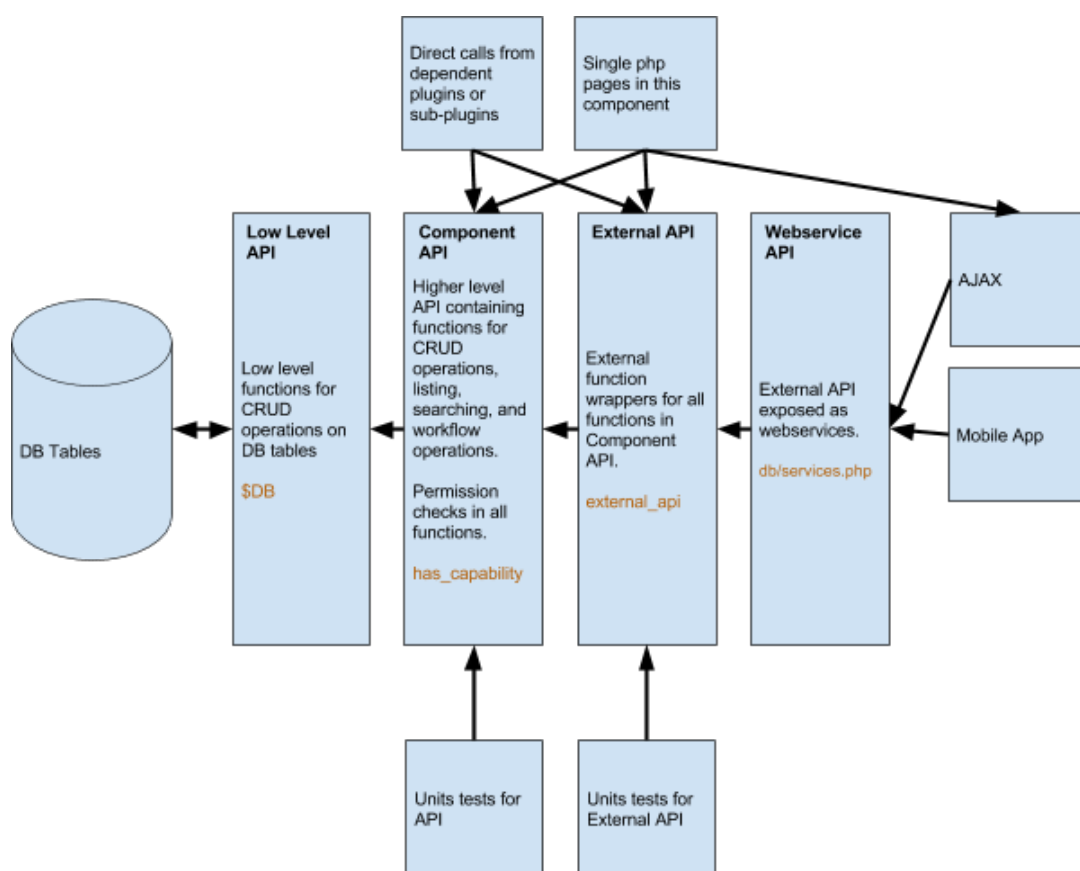 Direct calls from
dependent
plugins or
sub-plugins
Single php
pages in this
component
Low Level
API
Low level
functions for
CRUD
operations on
DB tables
$DB
Component
API
Higher level
API containing
functions for
CRUD
operations,
listing,
searching, and
workflow
operations.
Permission
checks in all
functions.
has_capability
External API
External
function
wrappers for all
functions in
Component
API.
external_api
Webservice
API
External API
exposed as
webservices.
db/services.php
AJAX
Mobile App
DB Tables
Units tests for
API
Units tests for
External API